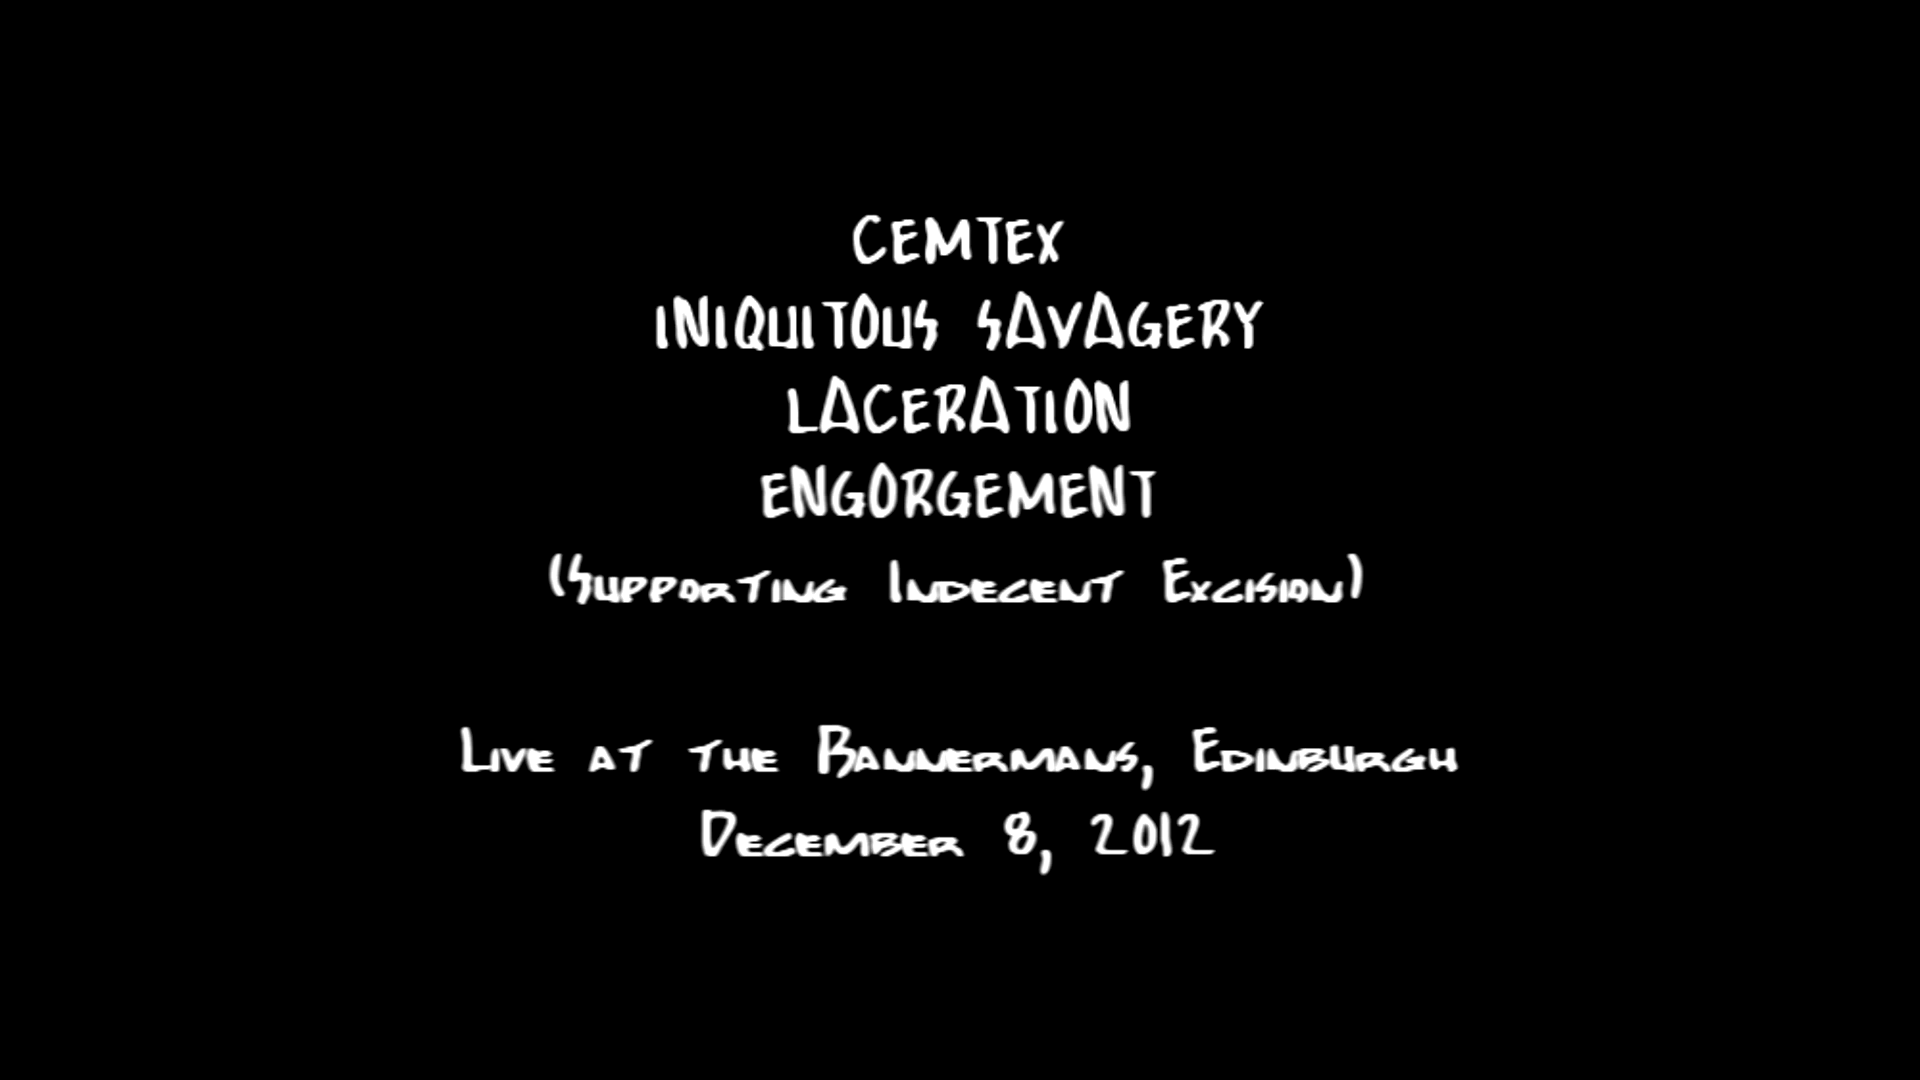 CEMTEX
INIQUITOUS SAVAGERY
LACERATION
ENGORGEMENT
(Supporting Indecent Excision)
Live at the Bannermans, Edinburgh
December 8, 2012